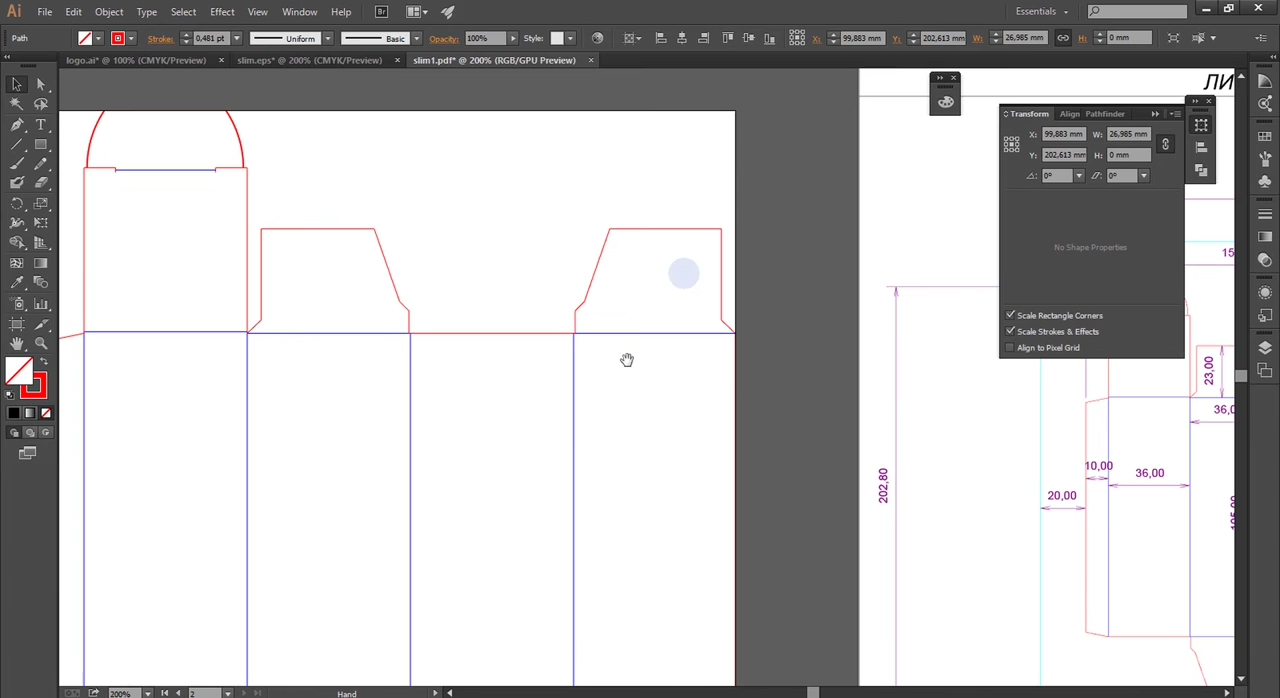 Ai File Edit Object Type Select Effect View Window Help Br Essentials
Path Stroke: 0,481 pt Uniform Basic Opacity: 100% Style: X: 99,883 mm Y: 202,613 mm W: 26,985 mm H: 0 mm
logo.ai* @ 100% (CMYK/Preview) slim.eps* @ 200% (CMYK/Preview) slim1.pdf* @ 200% (RGB/GPU Preview)
ЛИ
Transform Align Pathfinder
X: 99,883 mm W: 26,985 mm
Y: 202,613 mm H: 0 mm
0° 0°
No Shape Properties
Scale Rectangle Corners
Scale Strokes & Effects
Align to Pixel Grid
15
23,00
36,0
202,80
10,00
36,00
20,00
200% 2 Hand